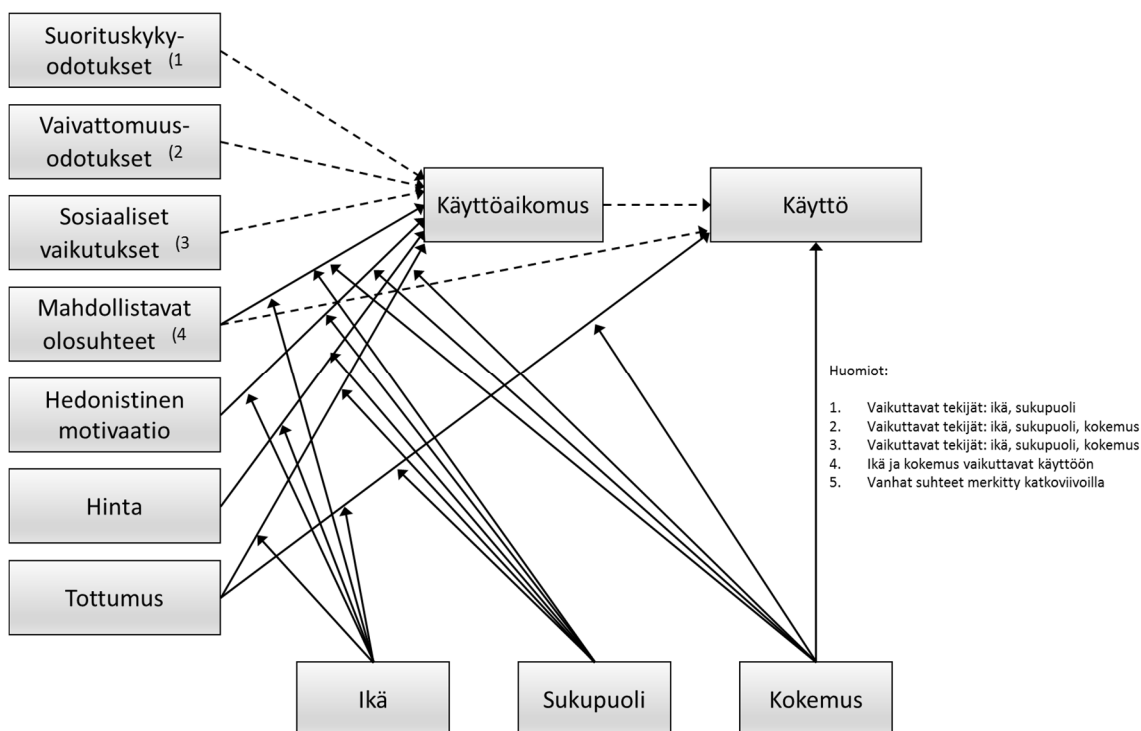 Suorituskyky-
odotukset (1
Vaivattomuus-
odotukset (2
Sosiaaliset
vaikutukset (3
Mahdollistavat
olosuhteet (4
Hedonistinen
motivaatio
Hinta
Tottumus
Käyttöaikomus
Käyttö
Huomiot:
1. Vaikuttavat tekijät: ikä, sukupuoli
2. Vaikuttavat tekijät: ikä, sukupuoli, kokemus
3. Vaikuttavat tekijät: ikä, sukupuoli, kokemus
4. Ikä ja kokemus vaikuttavat käyttöön
5. Vanhat suhteet merkitty katkoviivoilla
Ikä
Sukupuoli
Kokemus